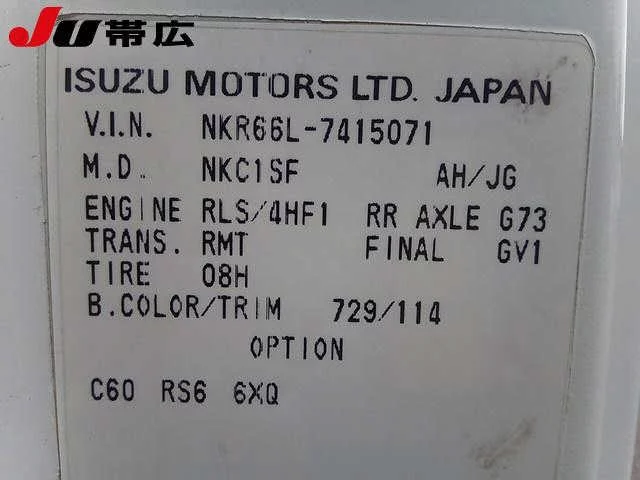 JU帯広
ISUZU MOTORS LTD. JAPAN
V.I.N. NKR66L-7415071
M.D. NKC1SF AH/JG
ENGINE RLS/4HF1 RR AXLE G73
TRANS. RMT FINAL GV1
TIRE 08H
B.COLOR/TRIM 729/114
OPTION
C60 RS6 6XQ